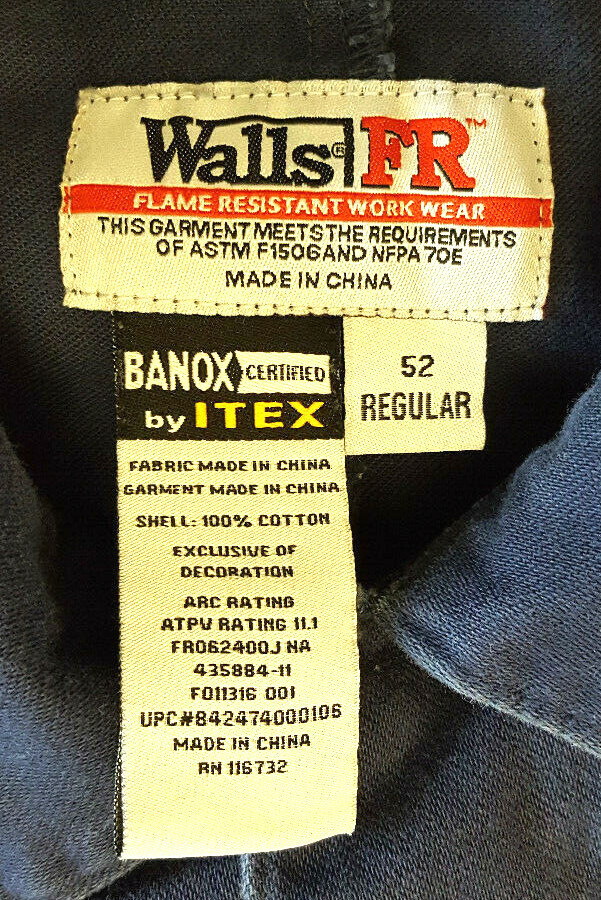 Walls® FR™
FLAME RESISTANT WORK WEAR
THIS GARMENT MEETS THE REQUIREMENTS
OF ASTM F1506 AND NFPA 70E
MADE IN CHINA
BANOX CERTIFIED
by ITEX
52
REGULAR
FABRIC MADE IN CHINA
GARMENT MADE IN CHINA
SHELL: 100% COTTON
EXCLUSIVE OF
DECORATION
ARC RATING
ATPV RATING 11.1
FR062400J NA
435884-11
F011316 001
UPC#842474000106
MADE IN CHINA
RN 116732